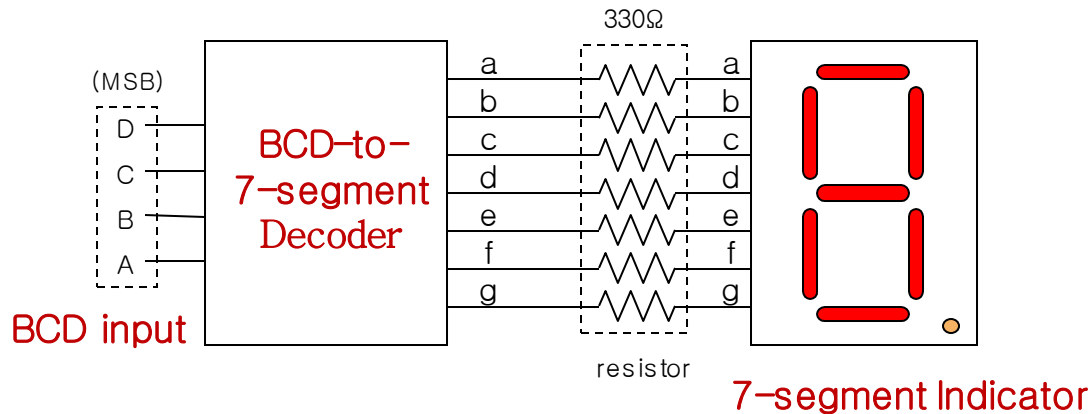 330Ω
(MSB)
D
C
B
A
BCD input
BCD-to-
7-segment
Decoder
a
b
c
d
e
f
g
resistor
a
b
c
d
e
f
g
7-segment Indicator